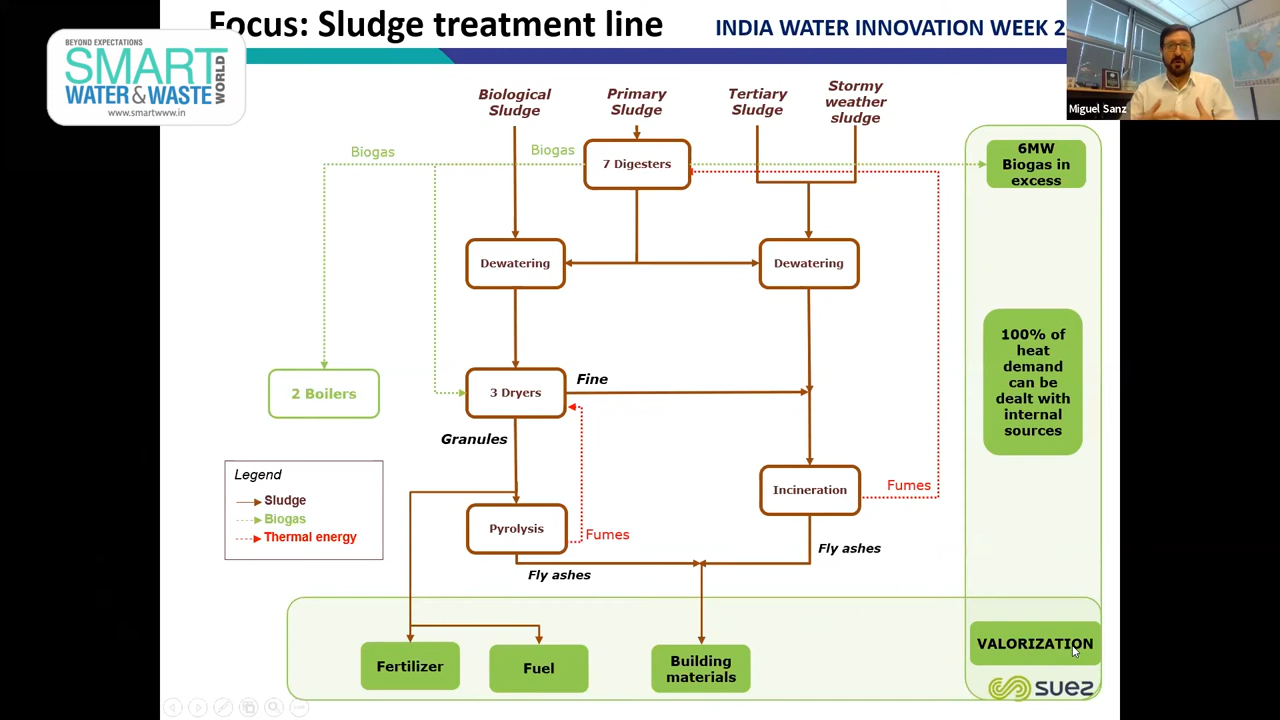 Focus: Sludge treatment line
INDIA WATER INNOVATION WEEK 2
BEYOND EXPECTATIONS
SMART
WATER & WASTE
WORLD
www.smartwww.in
Miguel Sanz
Biological
Sludge
Primary
Sludge
Tertiary
Sludge
Stormy
weather
sludge
Biogas
Biogas
7 Digesters
6MW
Biogas in
excess
Dewatering
Dewatering
100% of
heat
demand
can be
dealt with
internal
sources
2 Boilers
3 Dryers
Fine
Granules
Legend
Sludge
Biogas
Thermal energy
Pyrolysis
Fumes
Incineration
Fumes
Fly ashes
Fly ashes
Fertilizer
Fuel
Building
materials
VALORIZATION
suez